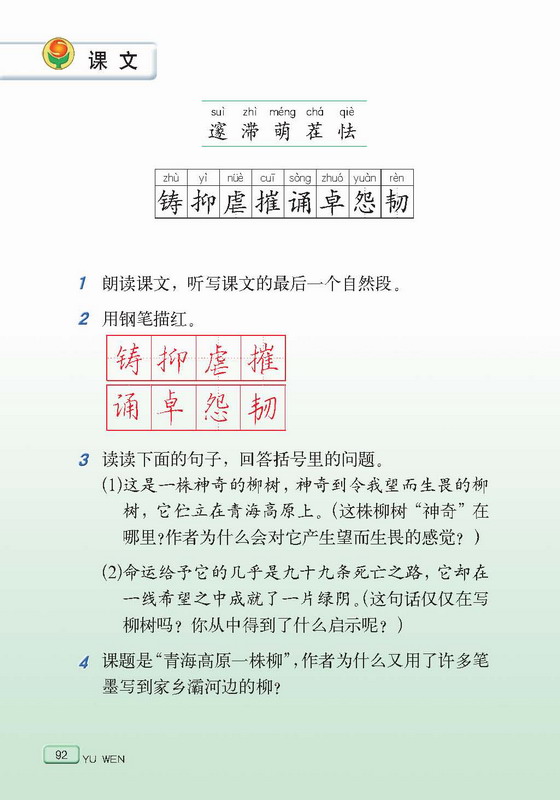 课文
suì zhì méng chá qiè
邃 滞 萌 茬 怯
zhù yì nüè cuī sòng zhuó yuàn rèn
铸 抑 虐 摧 诵 卓 怨 韧
1 朗读课文，听写课文的最后一个自然段。
2 用钢笔描红。
铸 抑 虐 摧
诵 卓 怨 韧
3 读读下面的句子，回答括号里的问题。
(1)这是一株神奇的柳树，神奇到令我望而生畏的柳
树，它伫立在青海高原上。(这株柳树“神奇”在
哪里?作者为什么会对它产生望而生畏的感觉? )
(2)命运给予它的几乎是九十九条死亡之路，它却在
一线希望之中成就了一片绿阴。(这句话仅仅在写
柳树吗? 你从中得到了什么启示呢? )
4 课题是“青海高原一株柳”，作者为什么又用了许多笔
墨写到家乡灞河边的柳?
92 YU WEN